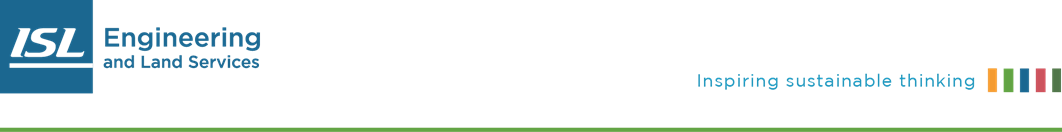 ISL
Engineering
and Land Services
Inspiring sustainable thinking